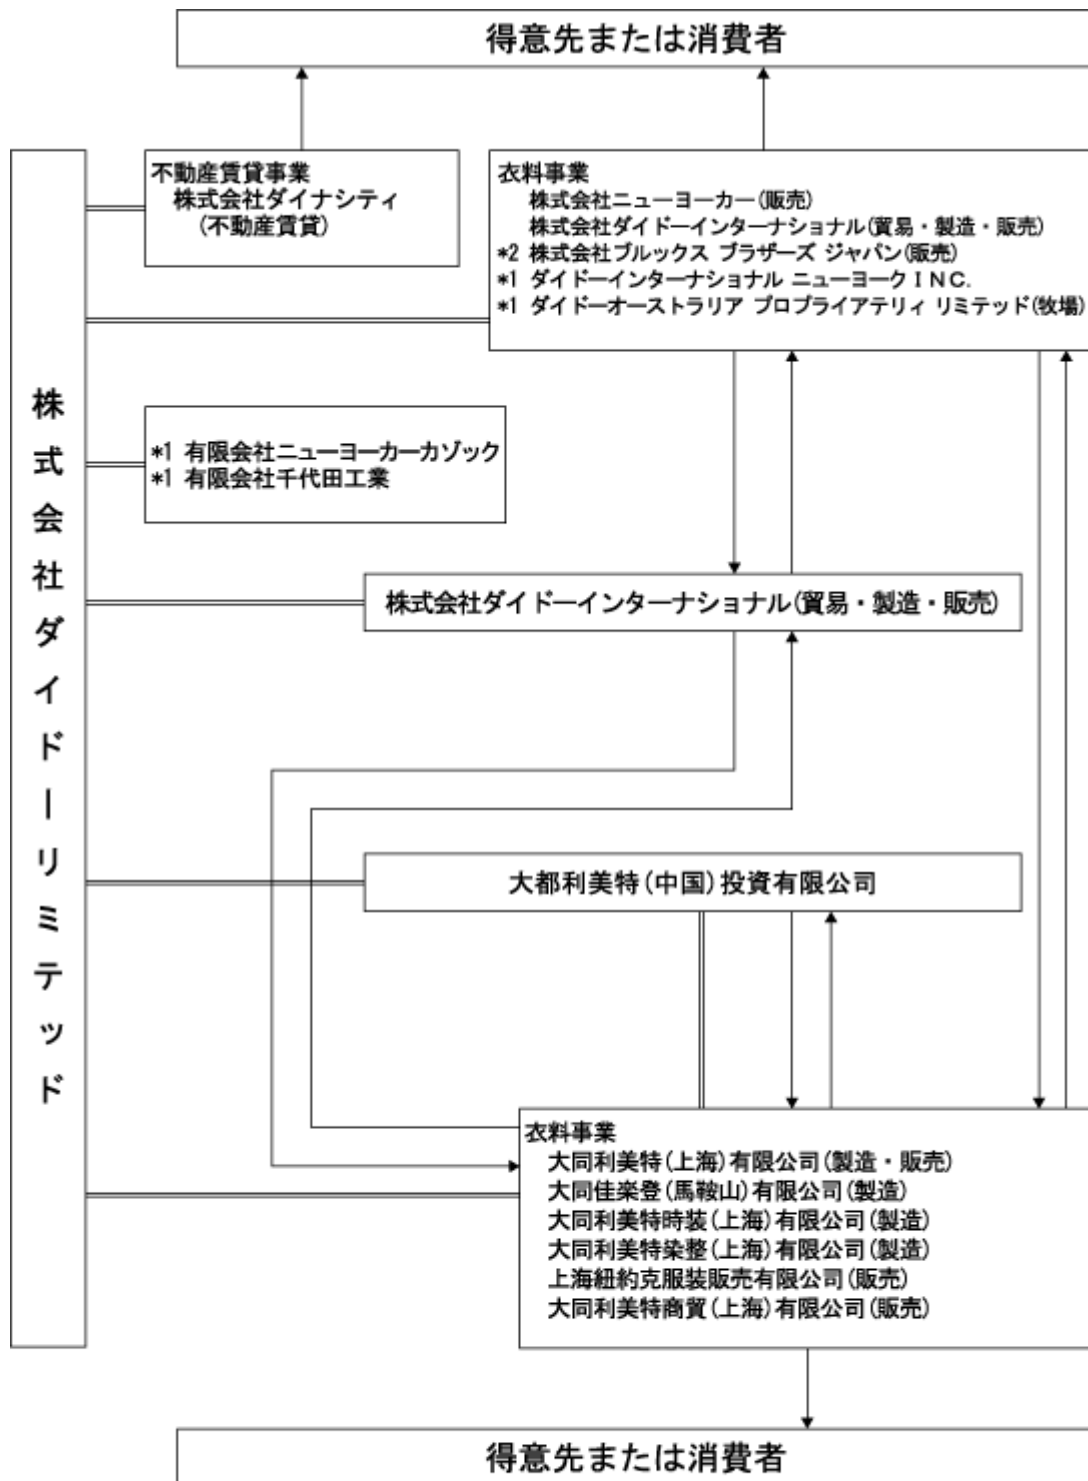 得意先または消費者
不動産賃貸事業
株式会社ダイナシティ
(不動産賃貸)
衣料事業
株式会社ニューヨーカー(販売)
株式会社ダイドーインターナショナル(貿易・製造・販売)
*2 株式会社ブルックス ブラザーズ ジャパン(販売)
*1 ダイドーインターナショナル ニューヨークＩＮＣ.
*1 ダイドーオーストラリア プロプライアテリィ リミテッド(牧場)
株式会社ダイドーリミテッド
*1 有限会社ニューヨーカーカゾック
*1 有限会社千代田工業
株式会社ダイドーインターナショナル(貿易・製造・販売)
大都利美特(中国)投資有限公司
衣料事業
大同利美特(上海)有限公司(製造・販売)
大同佳楽登(馬鞍山)有限公司(製造)
大同利美特時装(上海)有限公司(製造)
大同利美特染整(上海)有限公司(製造)
上海紐約克服装販売有限公司(販売)
大同利美特商貿(上海)有限公司(販売)
得意先または消費者